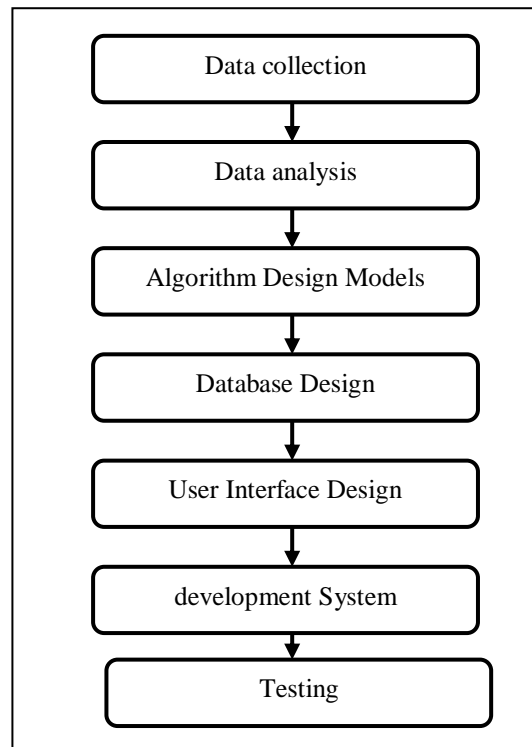 Data collection
Data analysis
Algorithm Design Models
Database Design
User Interface Design
development System
Testing